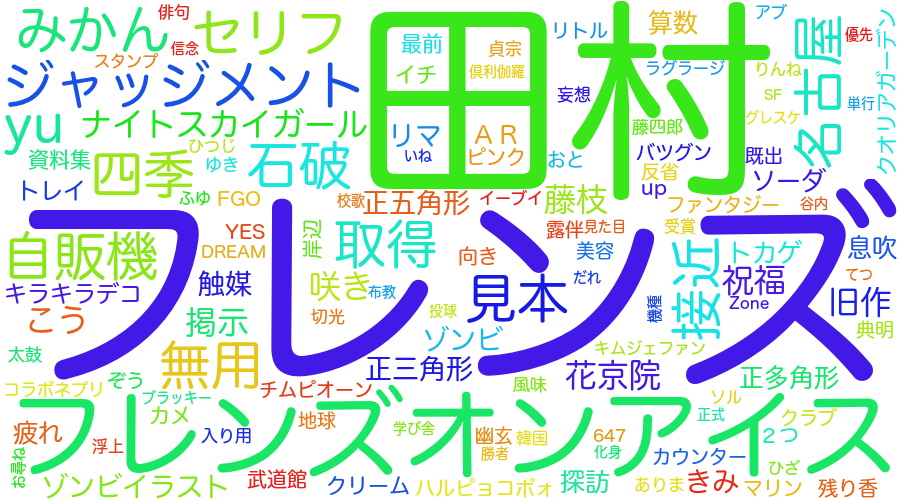 みかん
俳句
セリフ
信念
スタンプ
ジャッジメント
yu
ナイトスカイガール
資料集
四季
ひつじ
ゆき
石破
トレイ
ふゆ
FGO
田村
最前
貞宗
イチ
倶利伽羅
リマ
いね
AR
ピンク
リトル
算数
アブ
ラグラージ
妄想
りんね
SF
藤四郎
グレスケ
おと
バツグン
既出
反省
up
ソーダ
ファンタジー
谷内
名古屋
クオリアガーデン
優先
単行
校歌
正五角形
イーブイ
藤枝
露伴
見た目
受賞
フレンズ
自販機
YES
DREAM
岸辺
取得
向き
美容
だれ
トカゲ
息吹
キラキラデコ
触媒
咲き
布教
見本
機種
接近
祝福
Zone
てつ
旧作
こう
掲示
切光
投球
ゾンビ
典明
太鼓
無用
正三角形
キムジェファン
花京院
正多角形
コラボネプリ
ぞう
ブラッキー
チムピオーン
風味
ソル
カメ
地球
正式
クラブ
フレンズオンアイス
疲れ
浮上
入り用
学び舎
幽玄
韓国
勝者
647
化身
2つ
お尋ね
ゾンビイラスト
武道館
クリーム
ハルピョコポォ
探訪
カウンター
ひざ
ありま
きみ
マリン
残り香